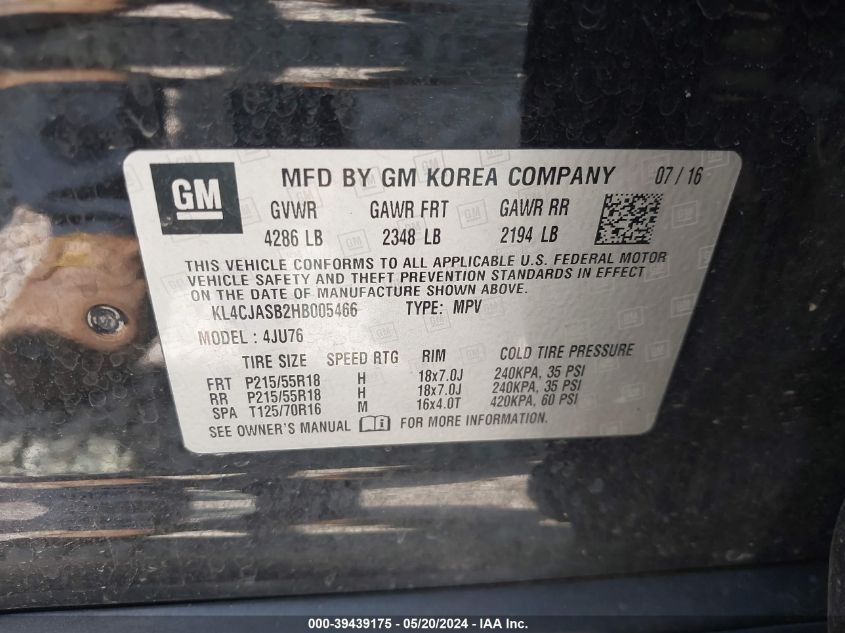 GM MFD BY GM KOREA COMPANY 07 / 16
GVWR GAWR FRT GAWR RR
4286 LB 2348 LB 2194 LB
THIS VEHICLE CONFORMS TO ALL APPLICABLE U.S. FEDERAL MOTOR
VEHICLE SAFETY AND THEFT PREVENTION STANDARDS IN EFFECT
ON THE DATE OF MANUFACTURE SHOWN ABOVE.
KL4CJASB2HB005466 TYPE: MPV
MODEL : 4JU76
TIRE SIZE SPEED RTG RIM COLD TIRE PRESSURE
FRT P215/55R18 H 18x7.0J 240KPA, 35 PSI
RR P215/55R18 H 18x7.0J 240KPA, 35 PSI
SPA T125/70R16 M 16x4.0T 420KPA, 60 PSI
SEE OWNER'S MANUAL FOR MORE INFORMATION.
000-39439175 - 05/20/2024 - IAA Inc.